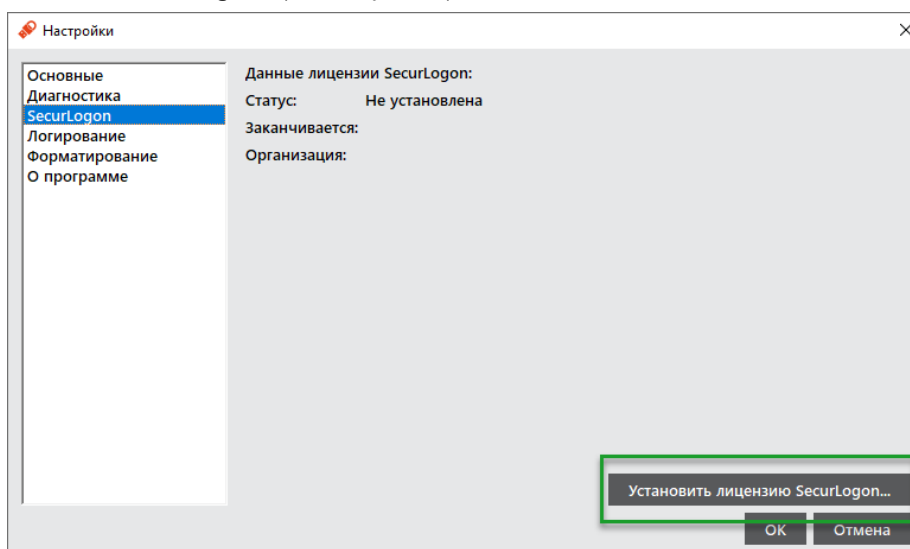 Настройки
Основные
Диагностика
SecurLogon
Логирование
Форматирование
О программе
Данные лицензии SecurLogon:
Статус: Не установлена
Заканчивается:
Организация:
Установить лицензию SecurLogon...
ОК Отмена